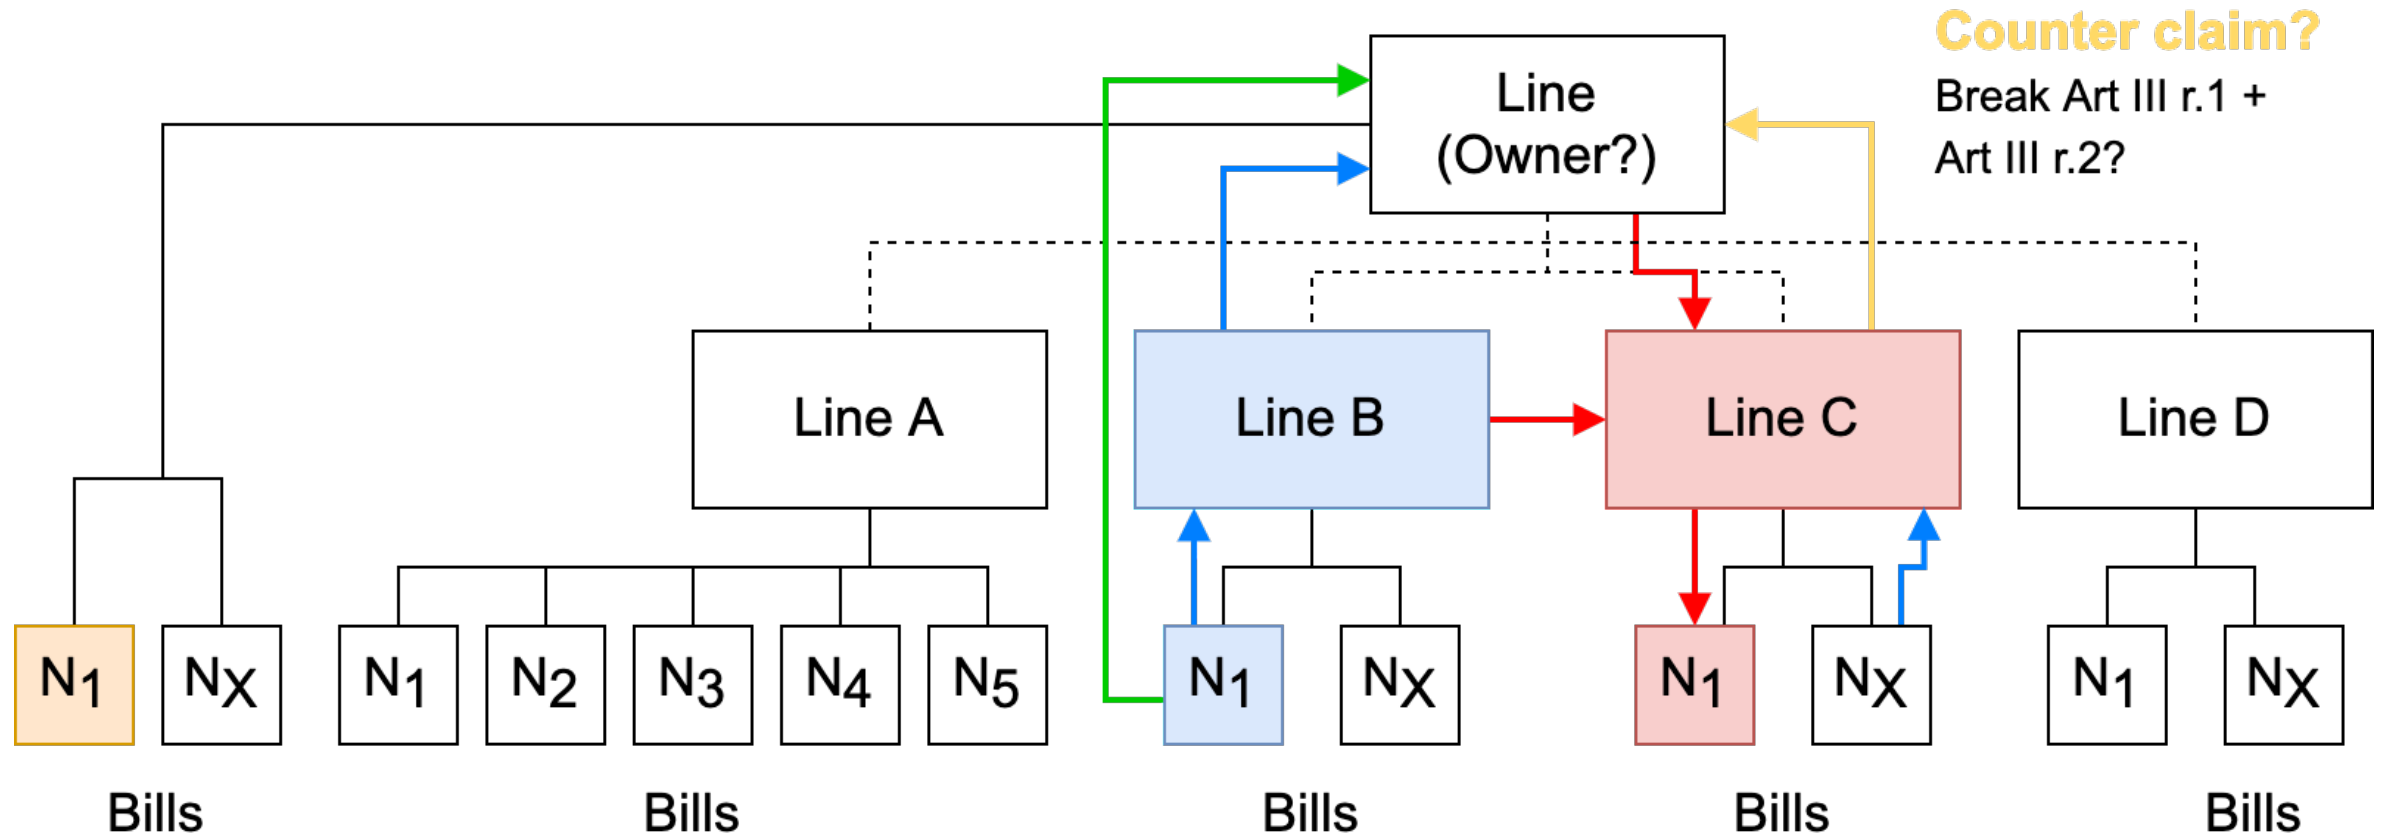 Counter claim?
Break Art III r.1 +
Art III r.2?
Line
(Owner?)
Line A
Line B
Line C
Line D
N1
NX
N1
N2
N3
N4
N5
N1
NX
N1
NX
N1
NX
Bills
Bills
Bills
Bills
Bills